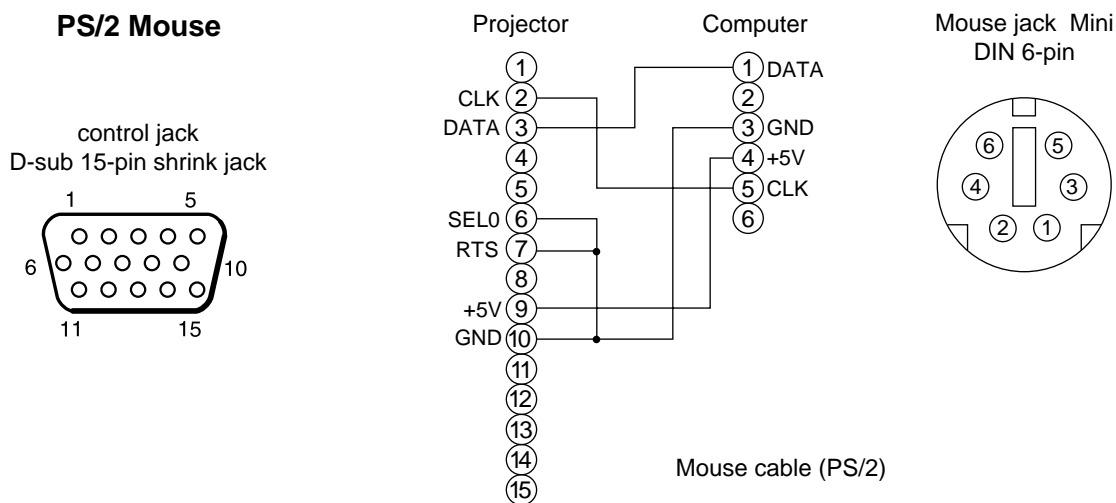 PS/2 Mouse
control jack
D-sub 15-pin shrink jack
1 5
6 10
11 15
Projector Computer
1 1 DATA
CLK 2 2
DATA 3 3 GND
4 4 +5V
5 5 CLK
SEL0 6 6
RTS 7
8
+5V 9
GND 10
11
12
13
14
15
Mouse cable (PS/2)
Mouse jack Mini
DIN 6-pin
6 5
4 3
2 1